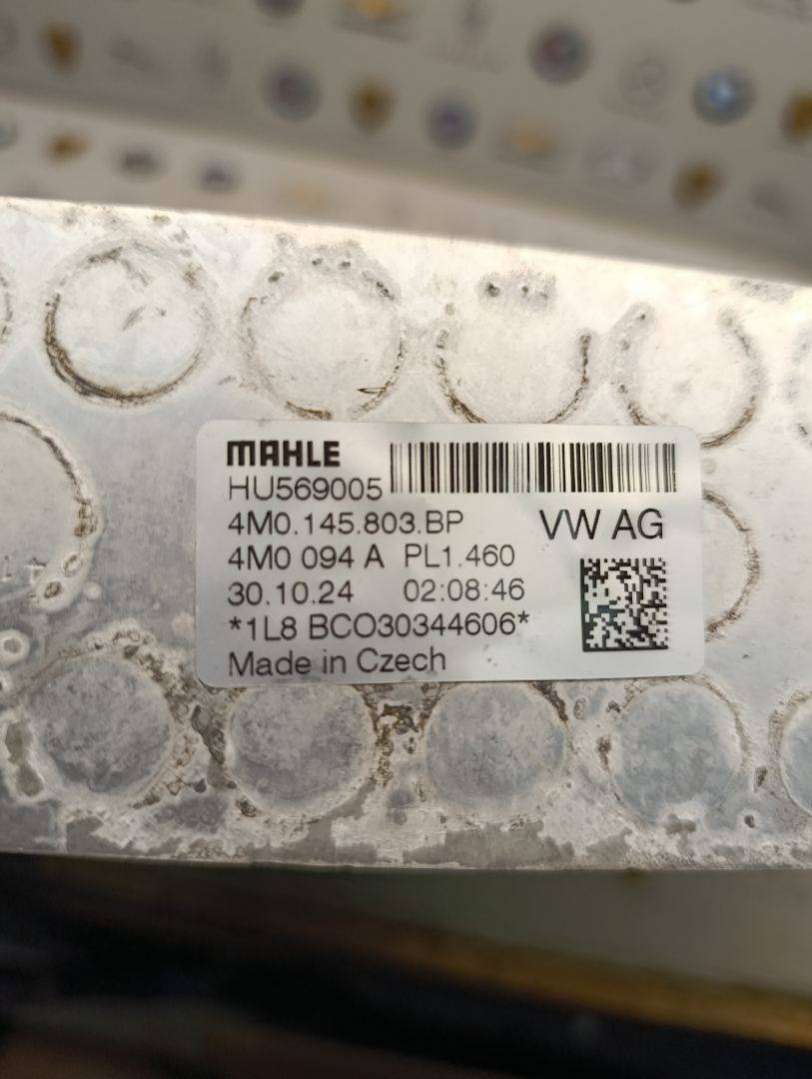 MAHLE
HU569005
4M0.145.803.BP VW AG
4M0 094 A PL1.460
30.10.24 02:08:46
*1L8 BCO30344606*
Made in Czech